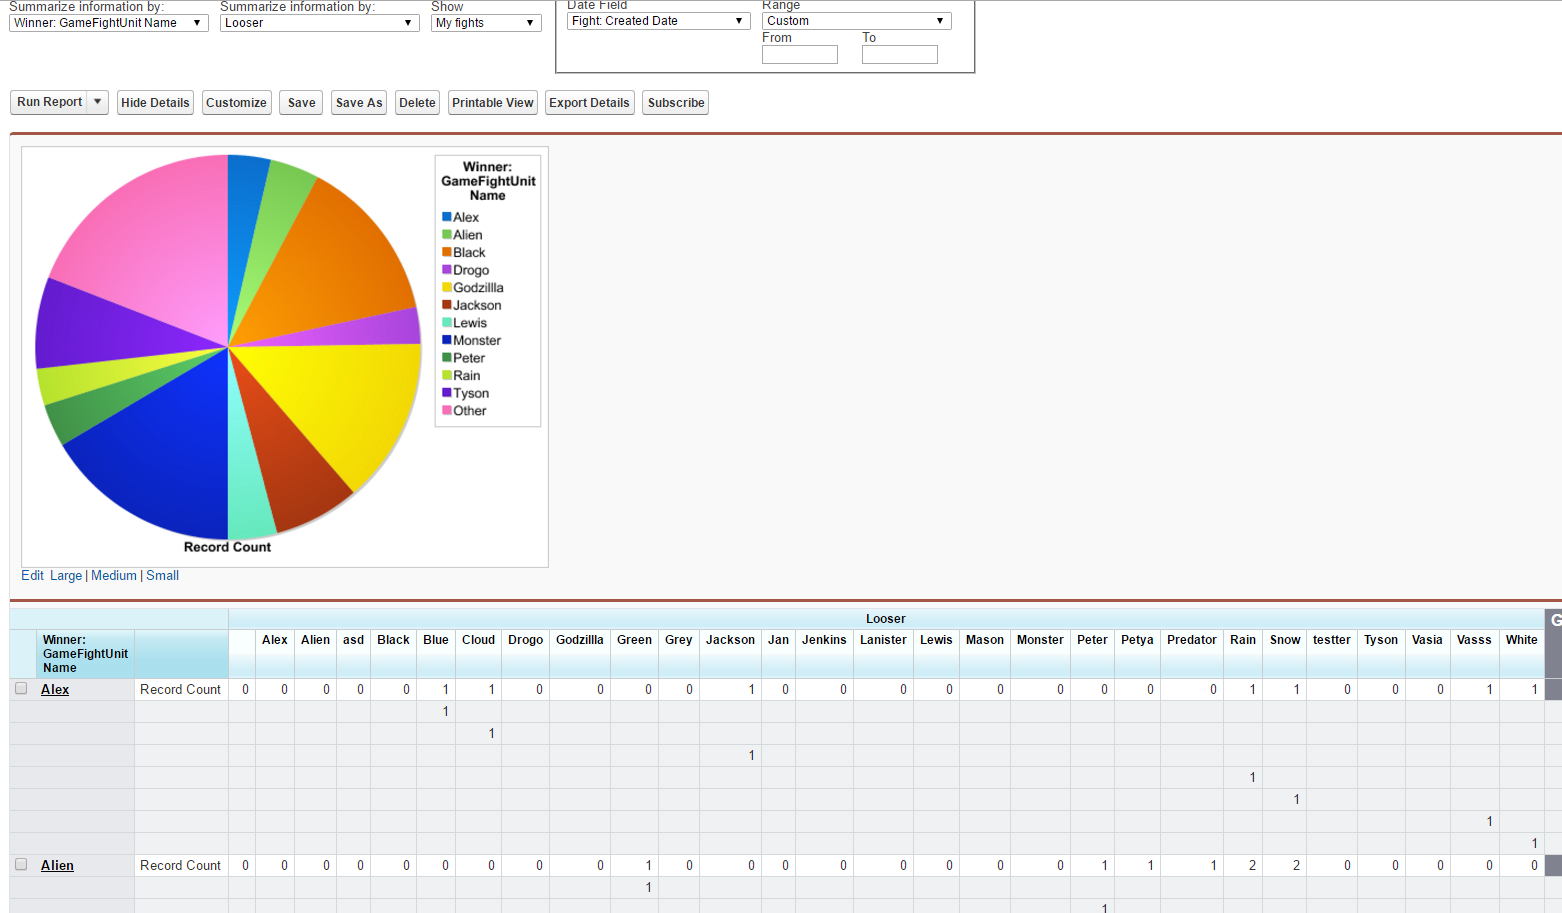 Summarize information by: Summarize information by: Show Date Field Range
Winner: GameFightUnit Name Looser My fights Fight: Created Date Custom
From To
Run Report Hide Details Customize Save Save As Delete Printable View Export Details Subscribe
Winner:
GameFightUnit
Name
Alex
Alien
Black
Drogo
Godzillla
Jackson
Lewis
Monster
Peter
Rain
Tyson
Other
Record Count
Edit Large | Medium | Small
Looser
Winner: GameFightUnit Name Alex Alien asd Black Blue Cloud Drogo Godzillla Green Grey Jackson Jan Jenkins Lanister Lewis Mason Monster Peter Petya Predator Rain Snow testter Tyson Vasia Vasss White
Alex Record Count 0 0 0 0 0 1 1 0 0 0 0 1 0 0 0 0 0 0 0 0 0 1 1 0 0 0 1 1
1
1
1
1
1
1
1
Alien Record Count 0 0 0 0 0 0 0 0 0 1 0 0 0 0 0 0 0 0 1 1 1 2 2 0 0 0 0 0
1
1